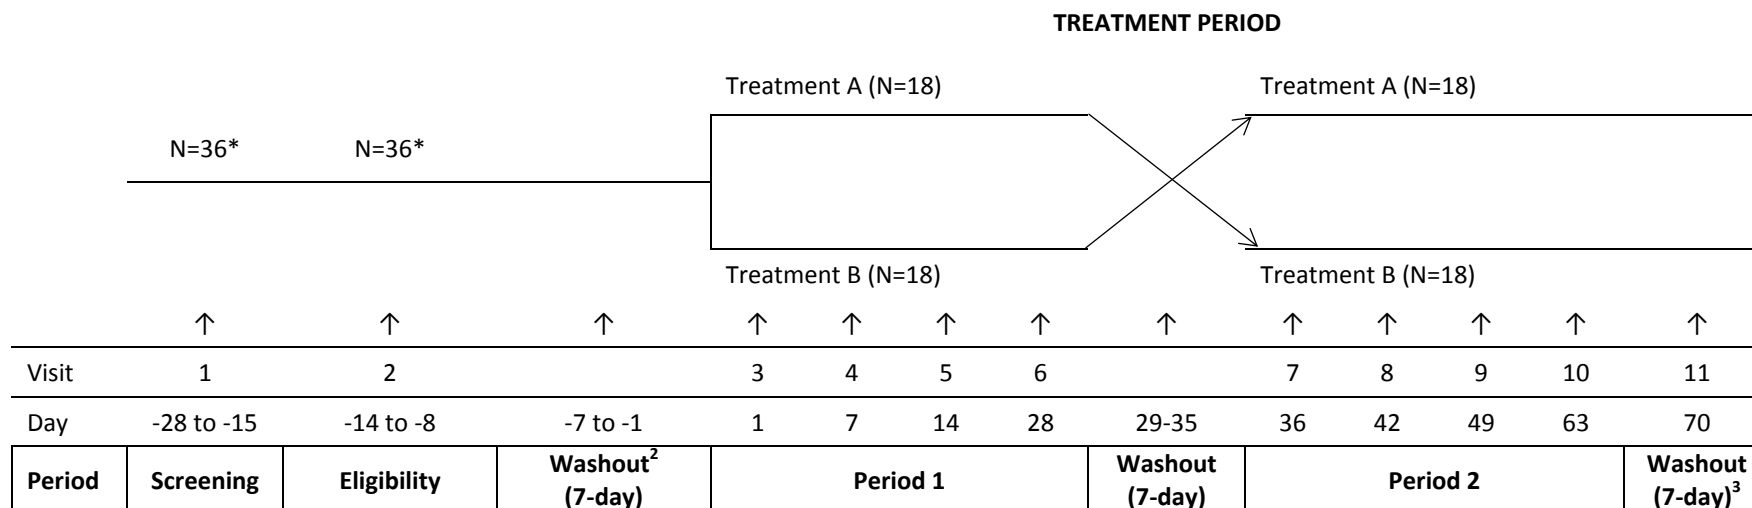 TREATMENT PERIOD
Treatment A (N=18) Treatment A (N=18)
N=36* N=36*
Treatment B (N=18) Treatment B (N=18)
↑ ↑ ↑ ↑ ↑ ↑ ↑ ↑ ↑ ↑ ↑ ↑ ↑
Visit 1 2 3 4 5 6 7 8 9 10 11
Day -28 to -15 -14 to -8 -7 to -1 1 7 14 28 29-35 36 42 49 63 70
Period Screening Eligibility Washout² (7-day) Period 1 Washout (7-day) Period 2 Washout (7-day)³